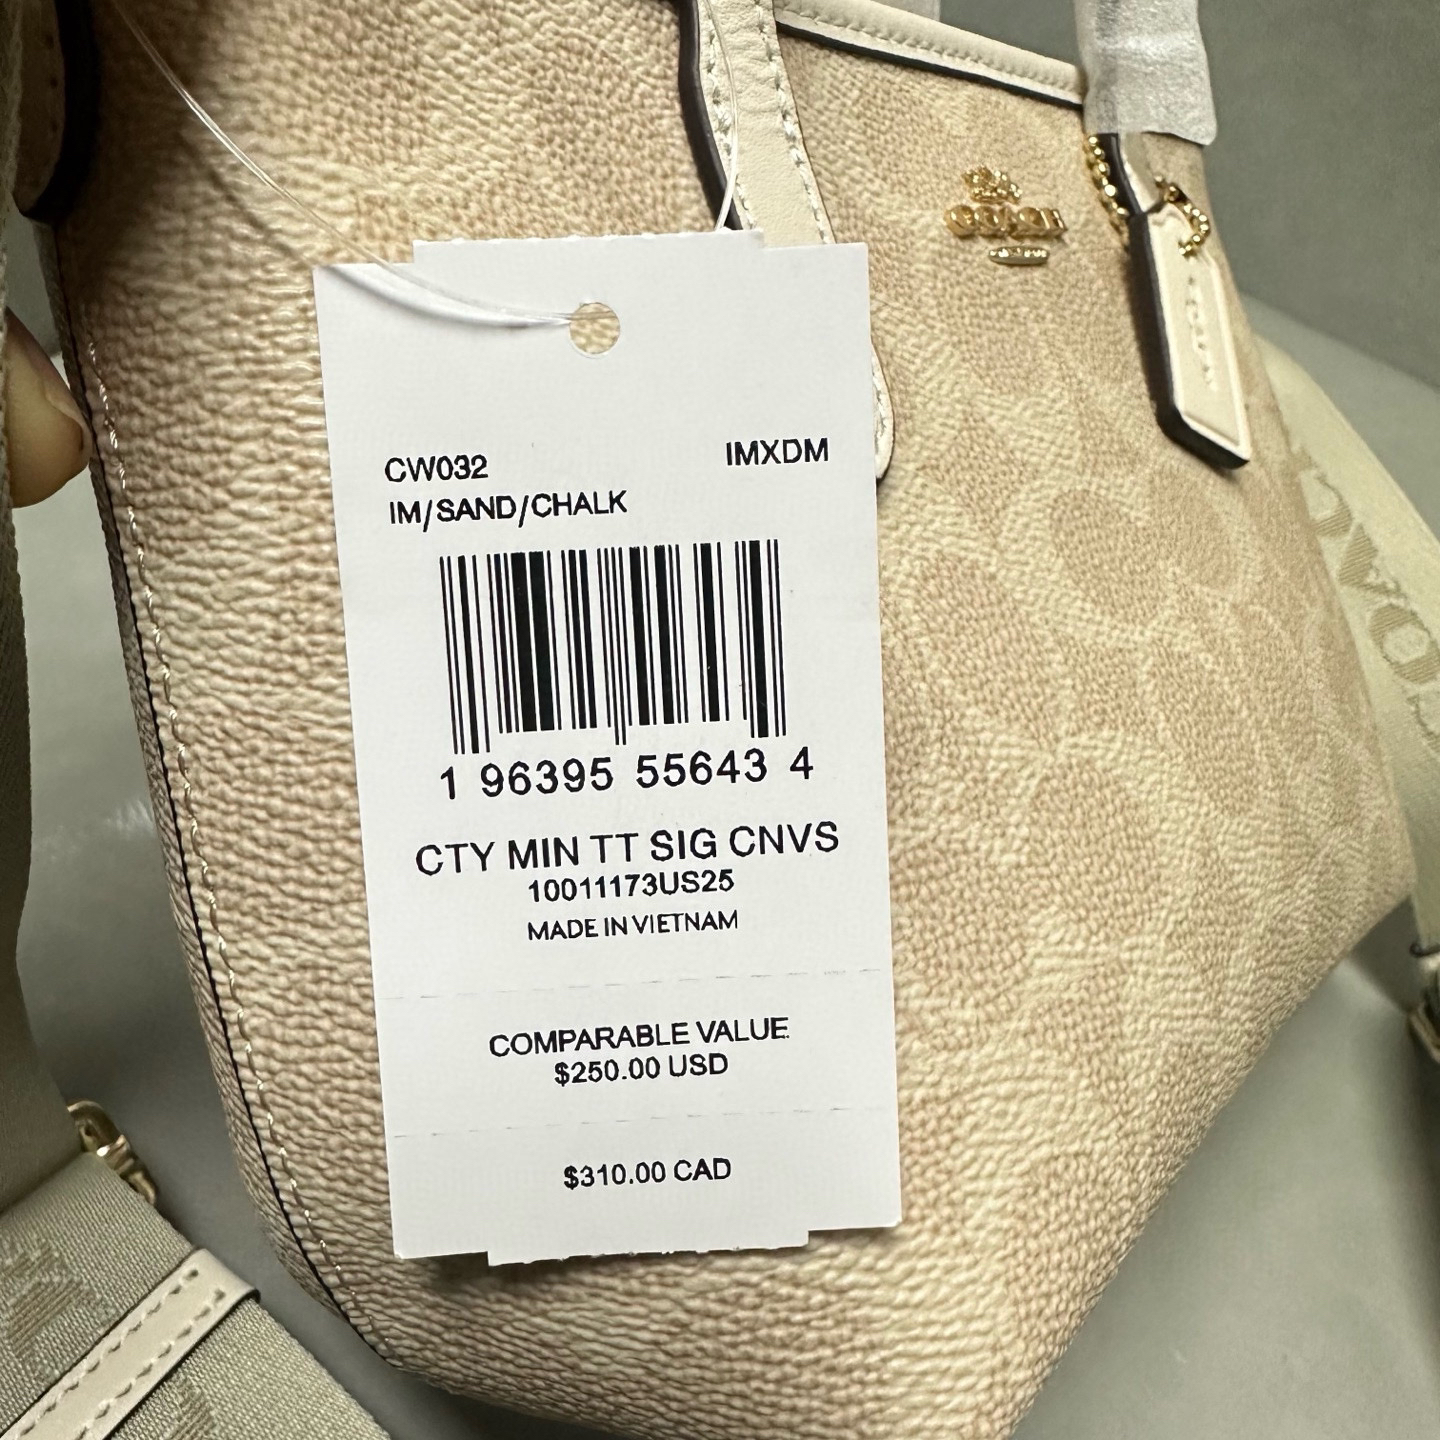 COACH
CW032 IMXDM
IM/SAND/CHALK
1 96395 55643 4
CTY MIN TT SIG CNVS
10011173US25
MADE IN VIETNAM
COMPARABLE VALUE
$250.00 USD
$310.00 CAD